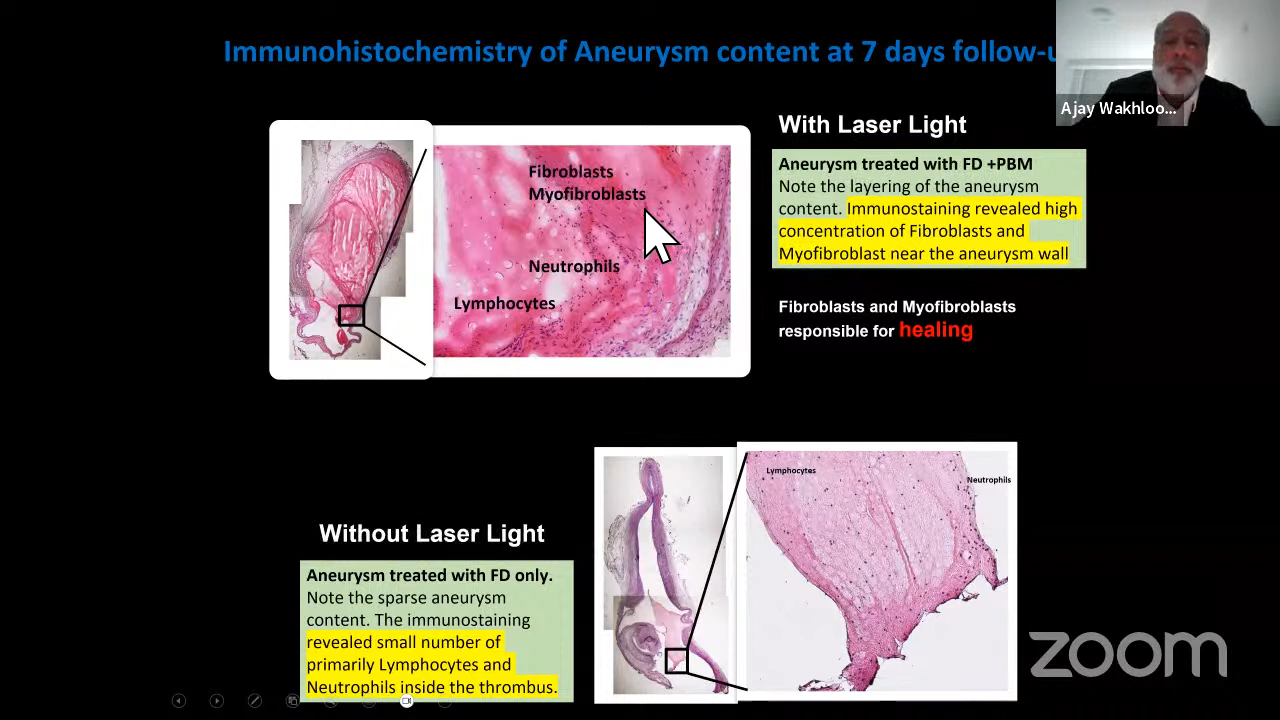 Immunohistochemistry of Aneurysm content at 7 days follow-u
Ajay Wakhloo...
With Laser Light
Aneurysm treated with FD +PBM
Note the layering of the aneurysm
content. Immunostaining revealed high
concentration of Fibroblasts and
Myofibroblast near the aneurysm wall
Fibroblasts
Myofibroblasts
Neutrophils
Lymphocytes
Fibroblasts and Myofibroblasts
responsible for healing
Without Laser Light
Aneurysm treated with FD only.
Note the sparse aneurysm
content. The immunostaining
revealed small number of
primarily Lymphocytes and
Neutrophils inside the thrombus.
Lymphocytes
Neutrophils
zoom